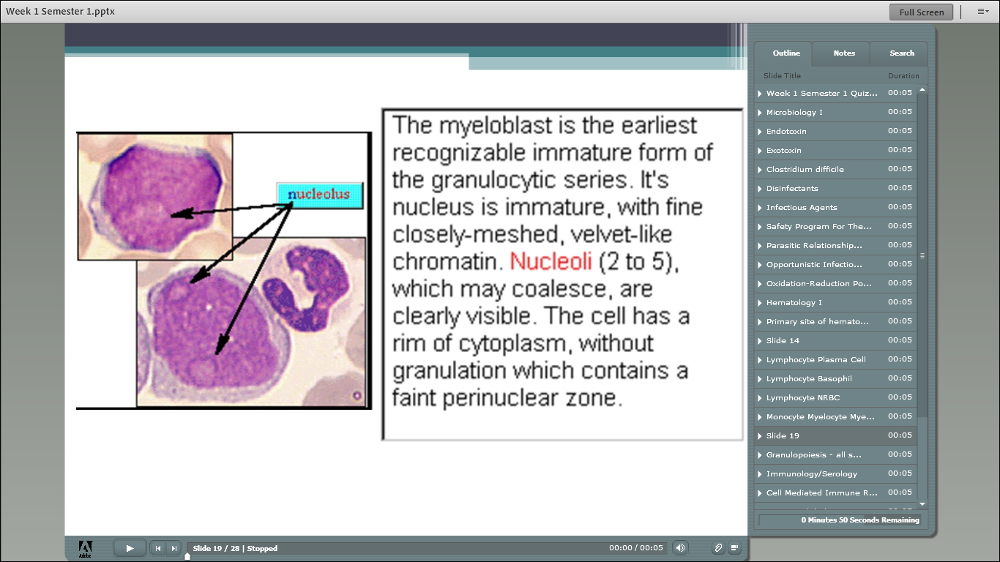 Week 1 Semester 1.pptx
Full Screen
nucleolus
The myeloblast is the earliest
recognizable immature form of
the granulocytic series. It's
nucleus is immature, with fine
closely-meshed, velvet-like
chromatin. Nucleoli (2 to 5),
which may coalesce, are
clearly visible. The cell has a
rim of cytoplasm, without
granulation which contains a
faint perinuclear zone.
Outline Notes Search
Slide Title Duration
Week 1 Semester 1 Quiz... 00:05
Microbiology I 00:05
Endotoxin 00:05
Exotoxin 00:05
Clostridium difficile 00:05
Disinfectants 00:05
Infectious Agents 00:05
Safety Program For The... 00:05
Parasitic Relationship... 00:05
Opportunistic Infectio... 00:05
Oxidation-Reduction Po... 00:05
Hematology I 00:05
Primary site of hemato... 00:05
Slide 14 00:05
Lymphocyte Plasma Cell 00:05
Lymphocyte Basophil 00:05
Lymphocyte NRBC 00:05
Monocyte Myelocyte Mye... 00:05
Slide 19 00:05
Granulopoiesis - all s... 00:05
Immunology/Serology 00:05
Cell Mediated Immune R... 00:05
0 Minutes 50 Seconds Remaining
Adobe
Slide 19 / 28 | Stopped
00:00 / 00:05